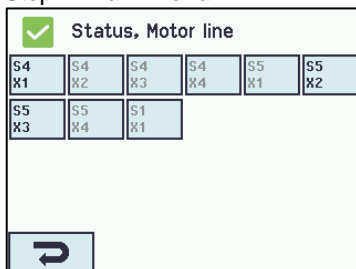 Status, Motor line
S4 S4 S4 S4 S5 S5
X1 X2 X3 X4 X1 X2
S5 S5 S1
X3 X4 X1